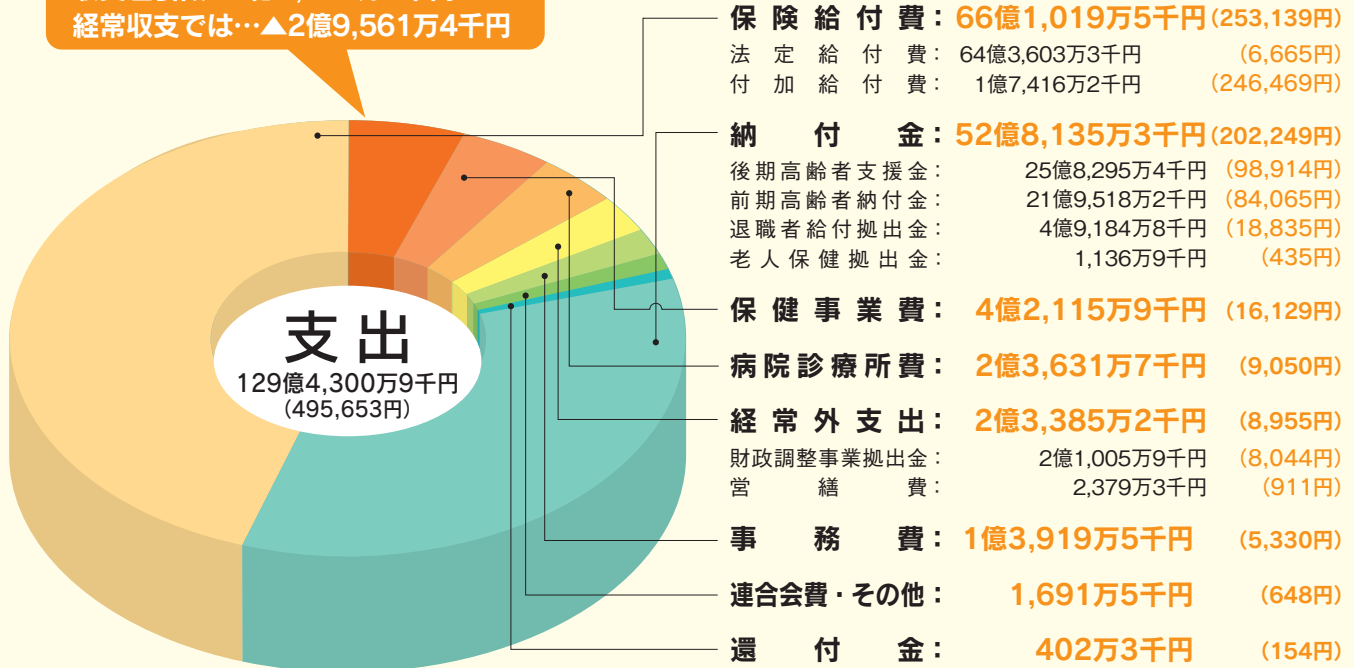 経常収支では…▲2億9,561万4千円
支出
129億4,300万9千円
(495,653円)
保険給付費：66億1,019万5千円(253,139円)
法定給付費：64億3,603万3千円(6,665円)
付加給付費：1億7,416万2千円(246,469円)
納付金：52億8,135万3千円(202,249円)
後期高齢者支援金：25億8,295万4千円(98,914円)
前期高齢者納付金：21億9,518万2千円(84,065円)
退職者給付拠出金：4億9,184万8千円(18,835円)
老人保健拠出金：1,136万9千円(435円)
保健事業費：4億2,115万9千円(16,129円)
病院診療所費：2億3,631万7千円(9,050円)
経常外支出：2億3,385万2千円(8,955円)
財政調整事業拠出金：2億1,005万9千円(8,044円)
営繕費：2,379万3千円(911円)
事務費：1億3,919万5千円(5,330円)
連合会費・その他：1,691万5千円(648円)
還付金：402万3千円(154円)